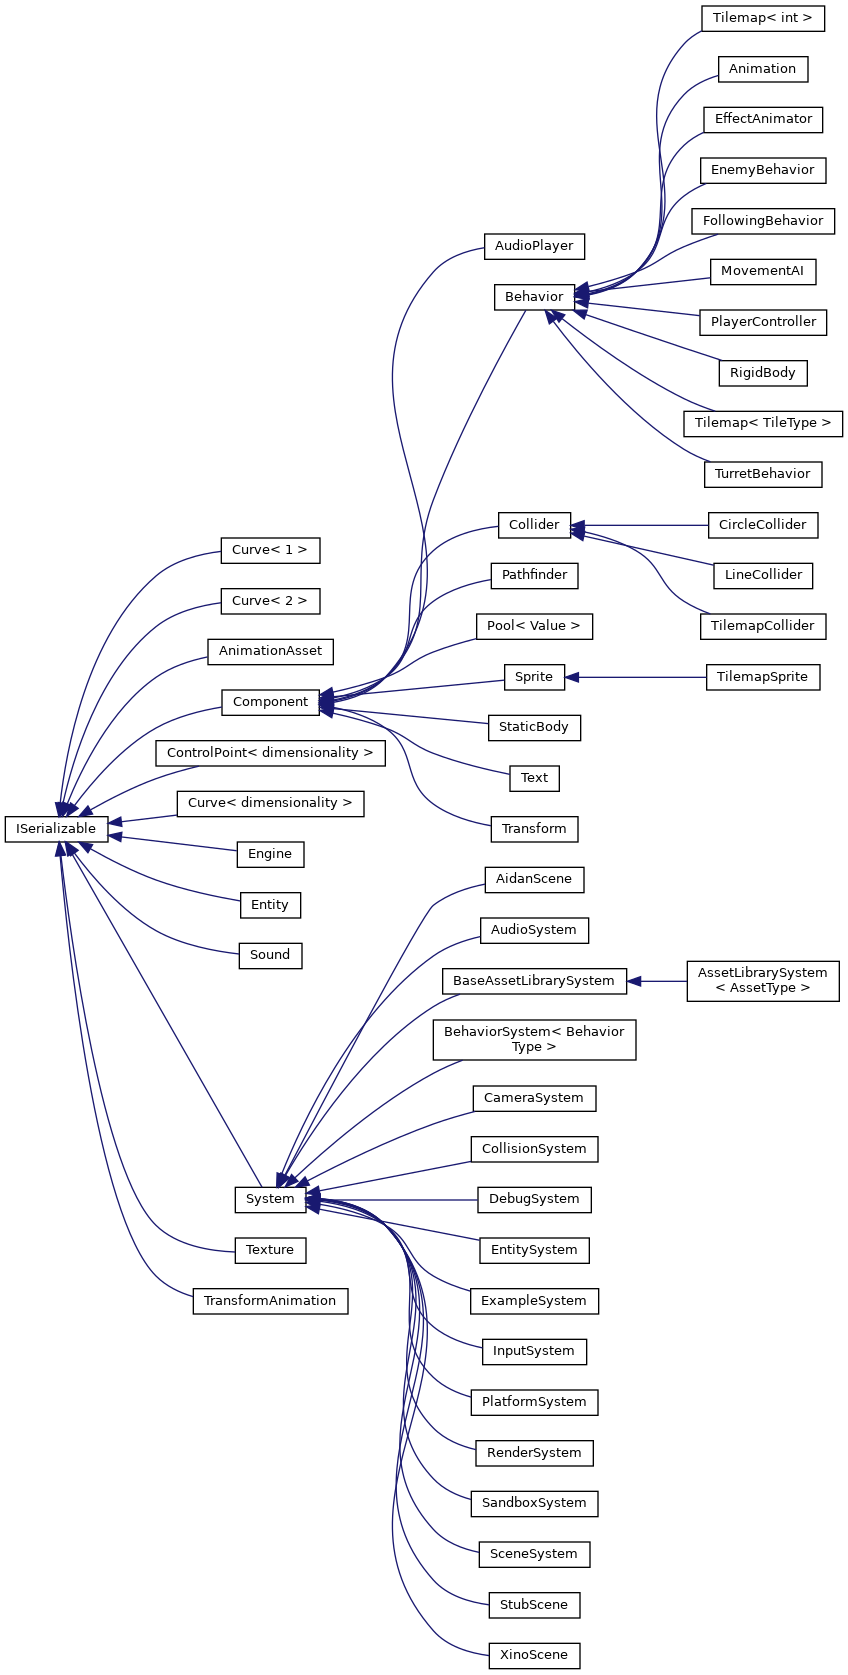 Tilemap< int >
Animation
EffectAnimator
EnemyBehavior
FollowingBehavior
AudioPlayer
MovementAI
Behavior
PlayerController
RigidBody
Tilemap< TileType >
TurretBehavior
Collider
CircleCollider
Curve< 1 >
Pathfinder
LineCollider
Curve< 2 >
Pool< Value >
TilemapCollider
AnimationAsset
Sprite
TilemapSprite
Component
StaticBody
ControlPoint< dimensionality >
Text
Curve< dimensionality >
ISerializable
Transform
Engine
AidanScene
Entity
AudioSystem
Sound
BaseAssetLibrarySystem
AssetLibrarySystem
< AssetType >
BehaviorSystem< Behavior
Type >
CameraSystem
CollisionSystem
System
DebugSystem
Texture
EntitySystem
TransformAnimation
ExampleSystem
InputSystem
PlatformSystem
RenderSystem
SandboxSystem
SceneSystem
StubScene
XinoScene